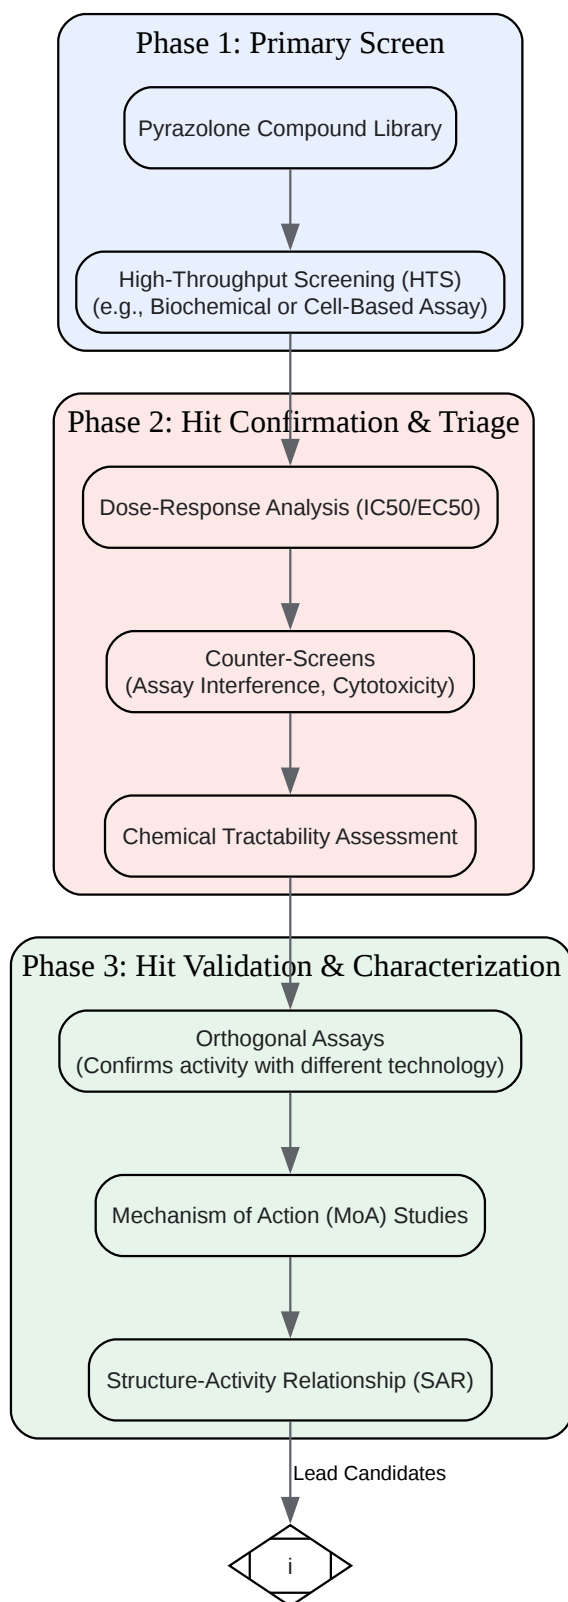 Phase 1: Primary Screen
Pyrazolone Compound Library
High-Throughput Screening (HTS)
(e.g., Biochemical or Cell-Based Assay)
Phase 2: Hit Confirmation & Triage
Dose-Response Analysis (IC50/EC50)
Counter-Screens
(Assay Interference, Cytotoxicity)
Chemical Tractability Assessment
Phase 3: Hit Validation & Characterization
Orthogonal Assays
(Confirms activity with different technology)
Mechanism of Action (MoA) Studies
Structure-Activity Relationship (SAR)
Lead Candidates
i